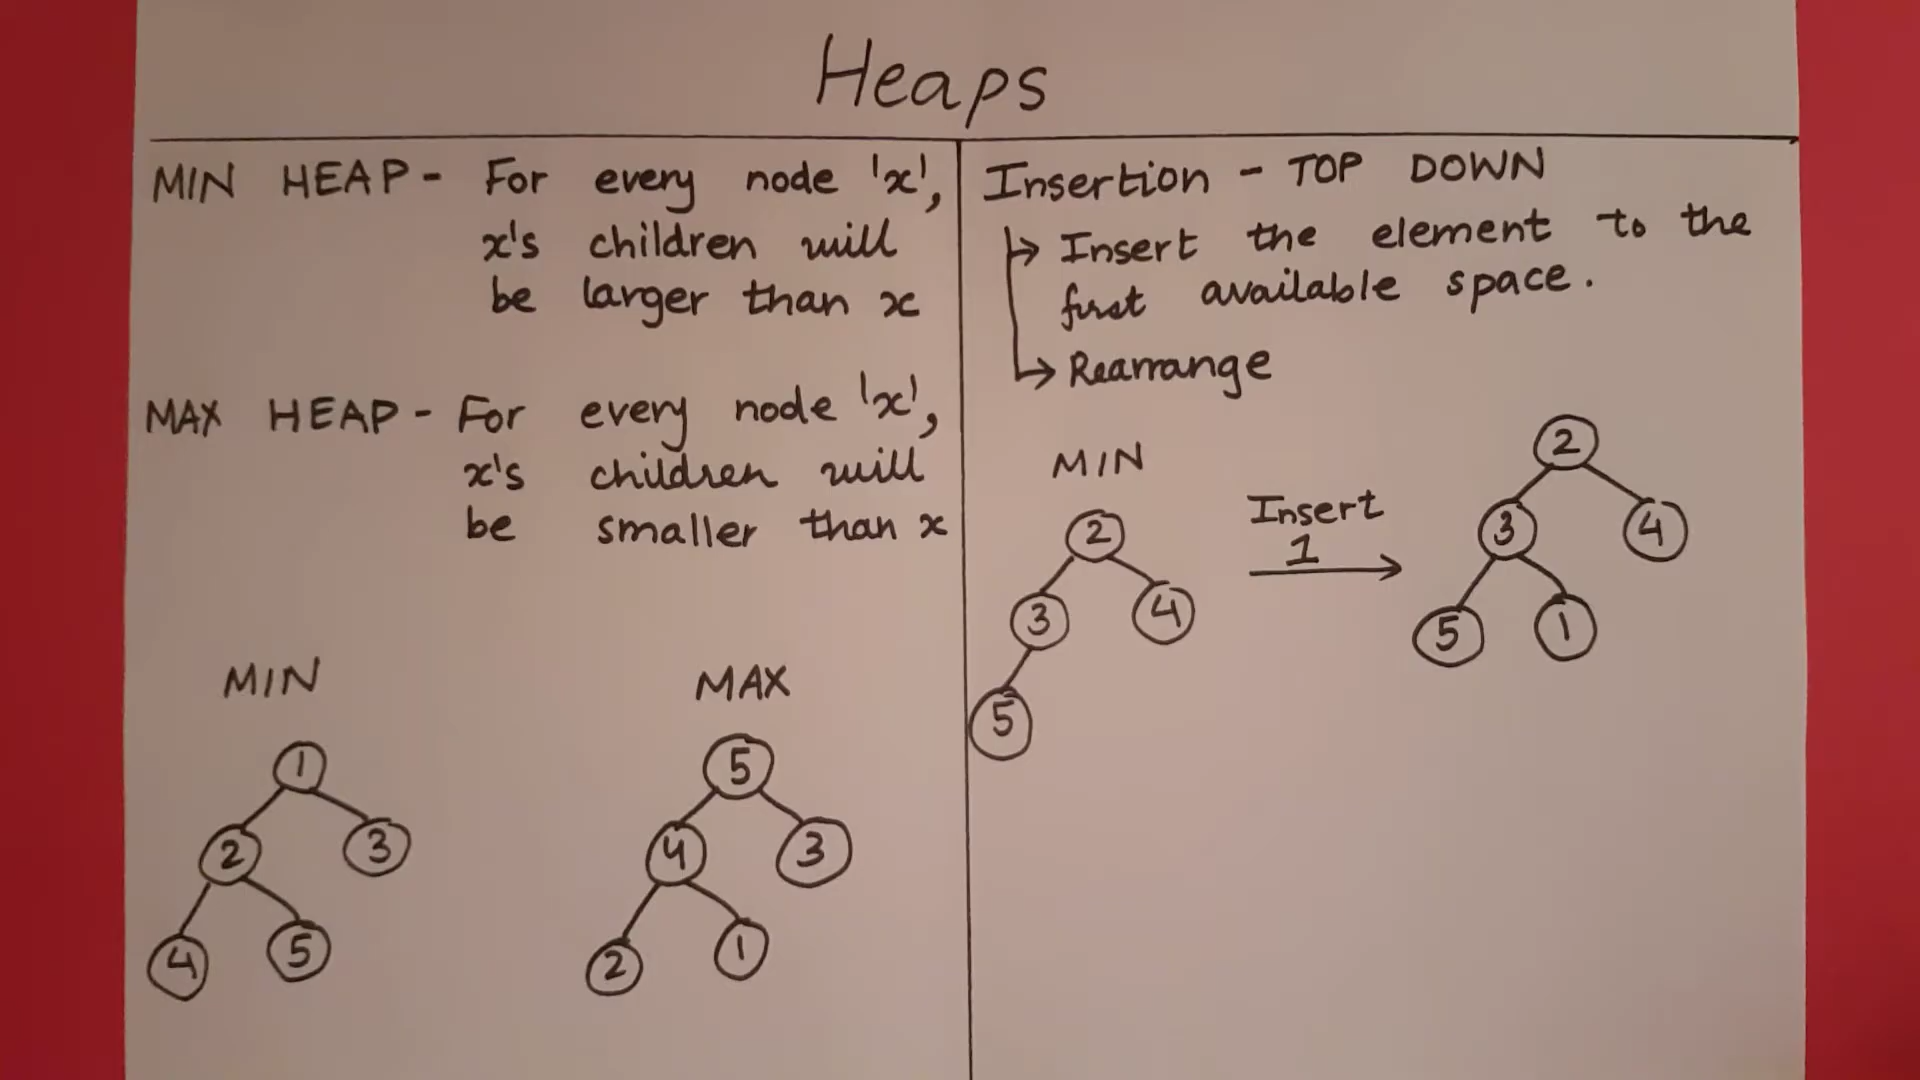 Heaps
MIN HEAP - For every node 'x',
x's children will
be larger than x
MAX HEAP - For every node 'x',
x's children will
be smaller than x
MIN
1
2
3
4
5
MAX
5
4
3
2
1
Insertion - TOP DOWN
Insert the element to the
first available space.
Rearrange
MIN
2
3
4
5
Insert
1
2
3
4
5
1